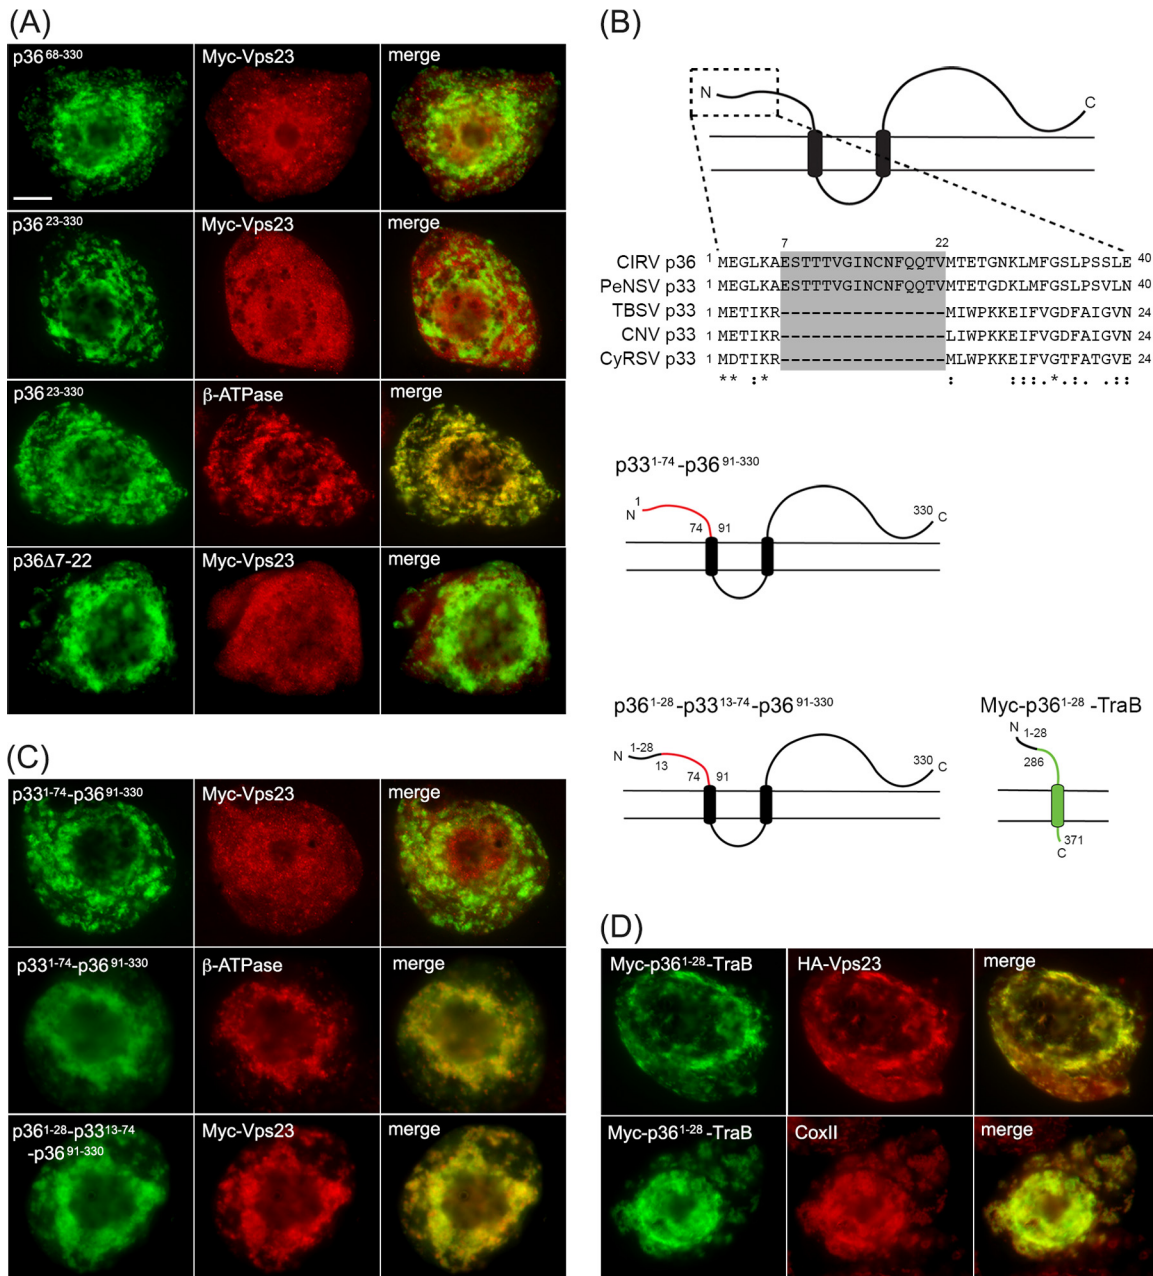 (A)
p36 68-330 Myc-Vps23 merge
p36 23-330 Myc-Vps23 merge
p36 23-330 β-ATPase merge
p36Δ7-22 Myc-Vps23 merge
(B)
N C
7 22
CIRV p36 1 MEGLKAESTTTVGINCNFQQTVMTETGNKLMFGSLPSSLE 40
PeNSV p33 1 MEGLKAESTTTVGINCNFQQTVMTETGDKLMFGSLPSVLN 40
TBSV p33 1 METIKR----------------MIWPKKEIFVGDFAIGVN 24
CNV p33 1 METIKR----------------LIWPKKEIFVGDFAIGVN 24
CyRSV p33 1 MDTIKR----------------MLWPKKEIFVGTFATGVE 24
** :* : :::.*.:. .::
p33 1-74 -p36 91-330
1
N
74 91
330 C
p36 1-28 -p33 13-74 -p36 91-330
N 1-28
13
74 91
330
C
Myc-p36 1-28 -TraB
N
1-28
286
371
C
(C)
p33 1-74 -p36 91-330 Myc-Vps23 merge
p33 1-74 -p36 91-330 β-ATPase merge
p36 1-28 -p33 13-74 Myc-Vps23 merge
-p36 91-330
(D)
Myc-p36 1-28 -TraB HA-Vps23 merge
Myc-p36 1-28 -TraB CoxII merge